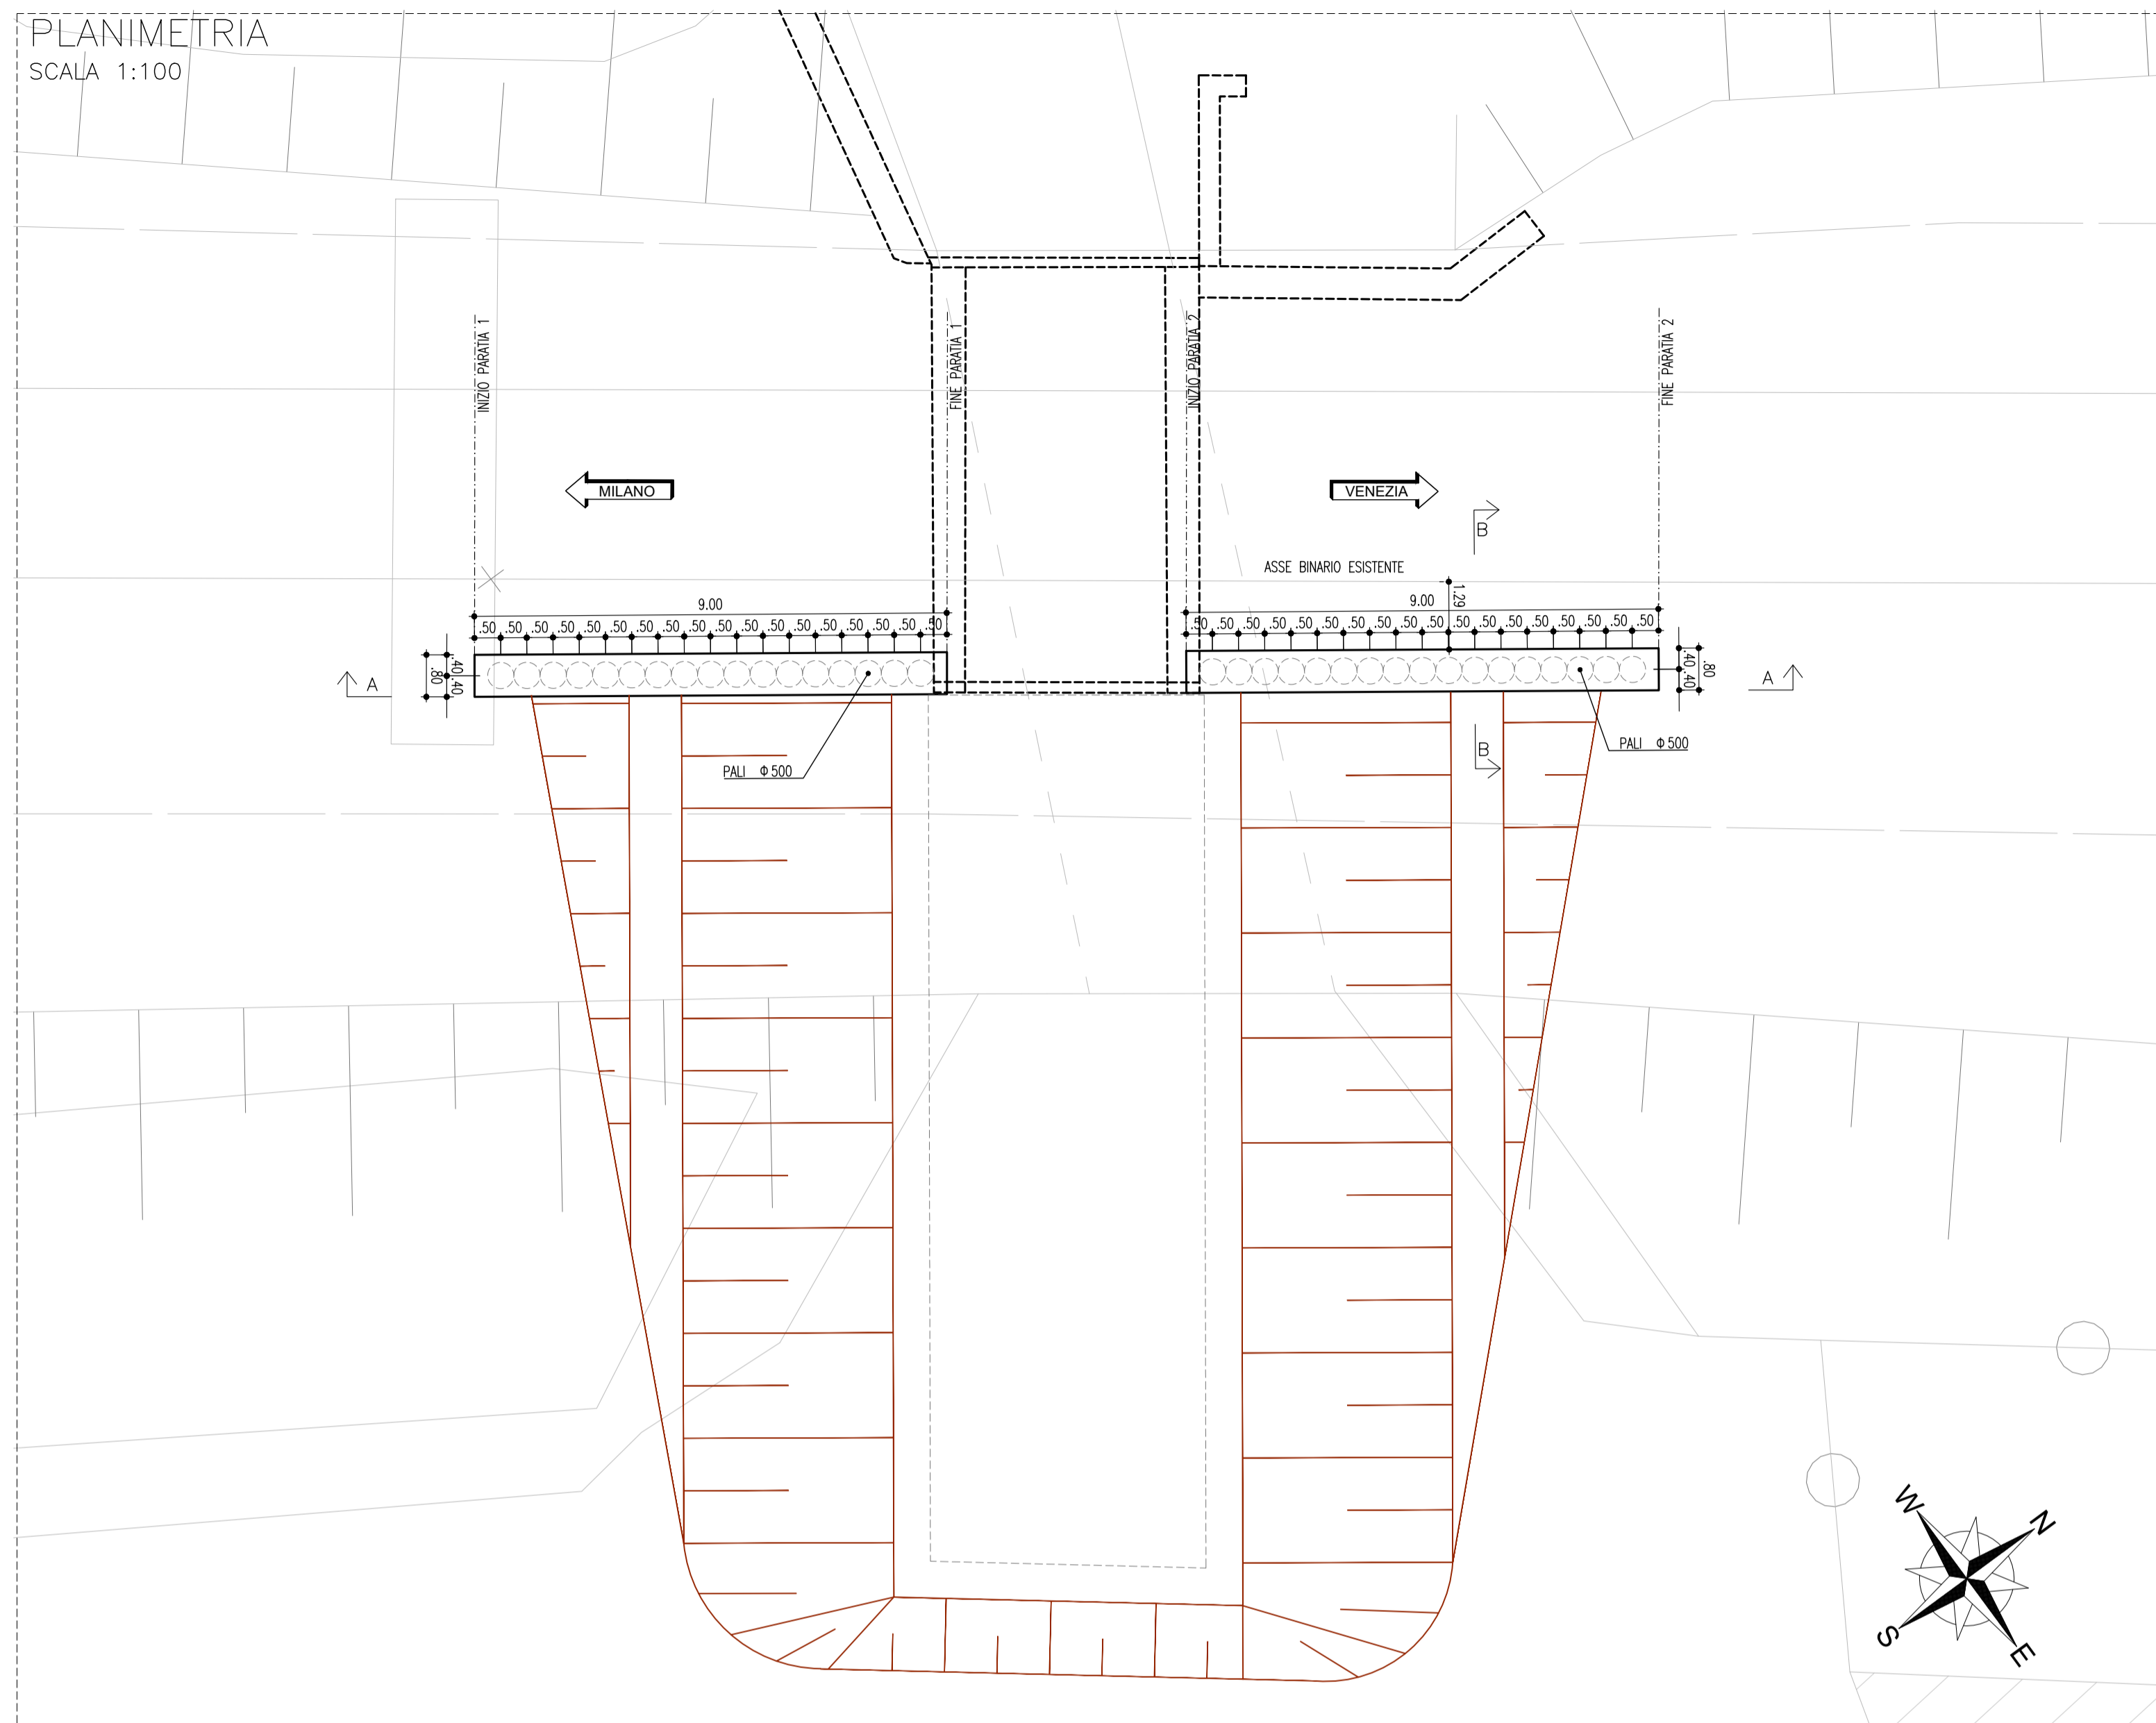 PLANIMETRIA
SCALA 1:100
INIZIO PARATIA 1
FINE PARATIA 1
INIZIO PARATIA 2
FINE PARATIA 2
MILANO
VENEZIA
B
ASSE BINARIO ESISTENTE
1.29
9.00
9.00
.50 .50 .50 .50 .50 .50 .50 .50 .50 .50 .50 .50 .50 .50 .50 .50 .50 .50
.50 .50 .50 .50 .50 .50 .50 .50 .50 .50 .50 .50 .50 .50 .50 .50 .50 .50
.40 .40
.80
.40 .40
.80
A
A
B
PALI Φ500
PALI Φ500
W
N
S
E